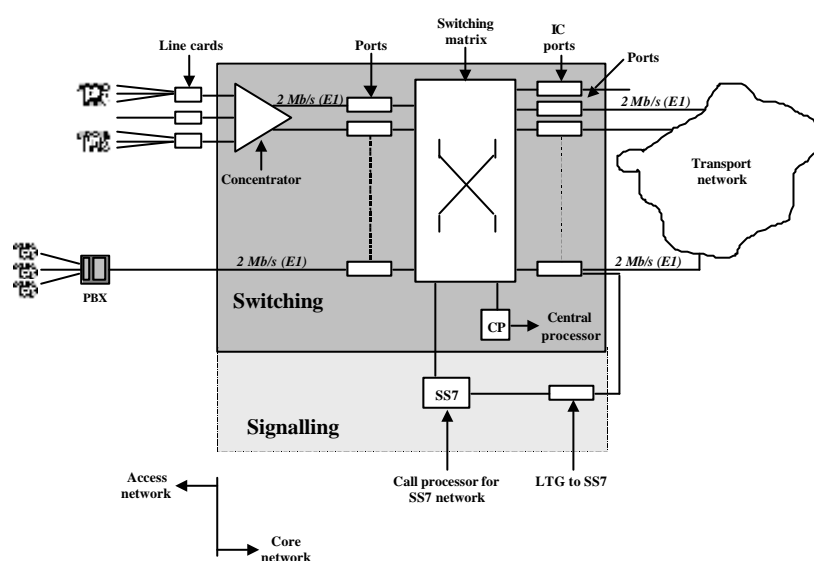 Line cards
Ports
Switching
matrix
IC
ports
Ports
2 Mb/s (E1)
2 Mb/s (E1)
Concentrator
Transport
network
2 Mb/s (E1)
2 Mb/s (E1)
PBX
Switching
CP
Central
processor
SS7
Signalling
Call processor for
SS7 network
LTG to SS7
Access
network
Core
network